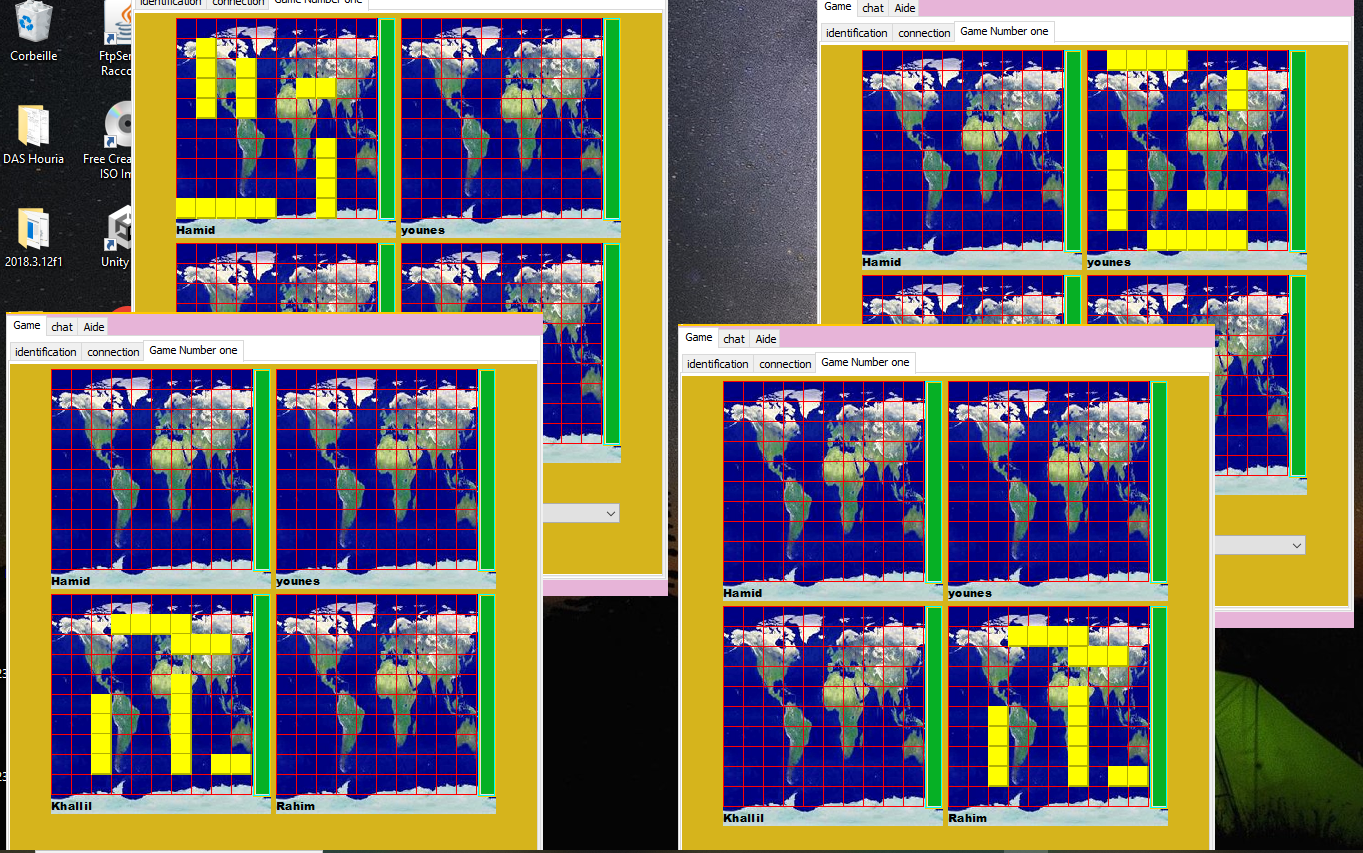 Corbeille
FtpSer
Racco
DAS Houria
Free Crea
ISO Im
2018.3.12f1
Unity
identification connection Game Number one
Hamid younes
Game chat Aide
identification connection Game Number one
Hamid younes
Game chat Aide
identification connection Game Number one
Hamid younes
Khallil Rahim
Game chat Aide
identification connection Game Number one
Hamid younes
Khallil Rahim